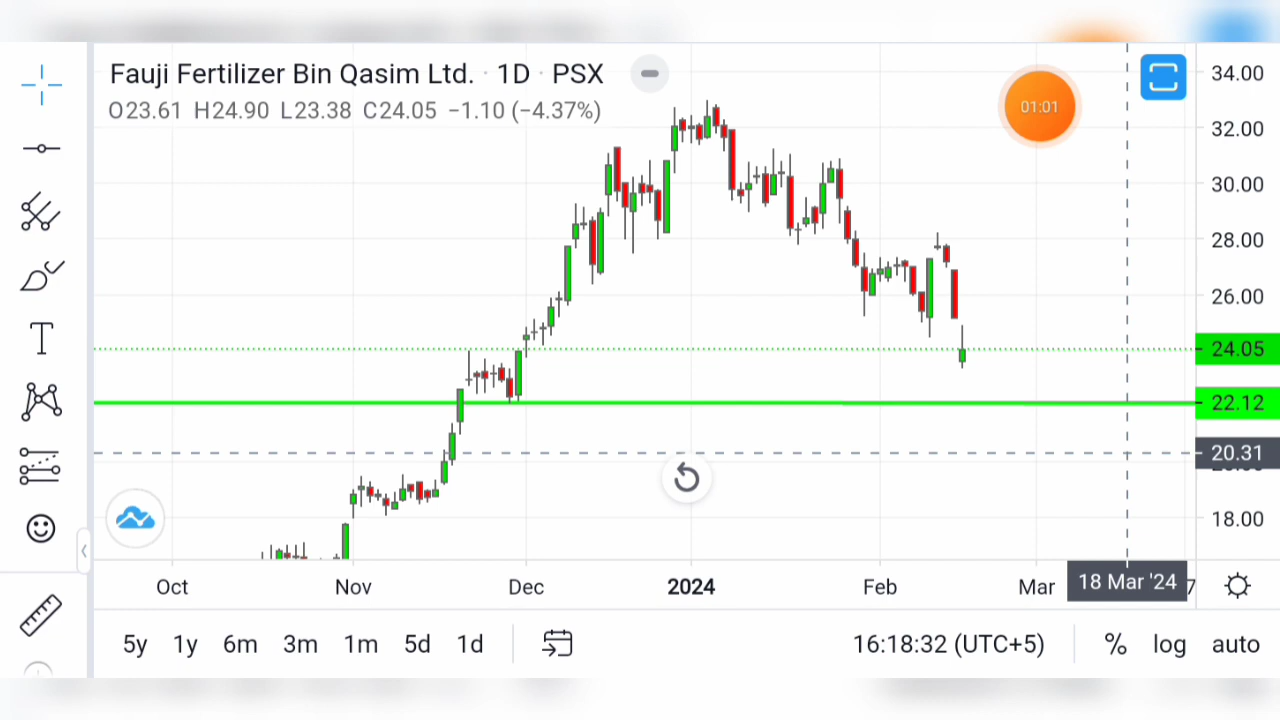 Fauji Fertilizer Bin Qasim Ltd. · 1D · PSX
O23.61 H24.90 L23.38 C24.05 −1.10 (−4.37%)
01:01
34.00
32.00
30.00
28.00
26.00
24.05
22.12
20.31
18.00
Oct Nov Dec 2024 Feb Mar 18 Mar '24 7
5y 1y 6m 3m 1m 5d 1d 16:18:32 (UTC+5) % log auto
T